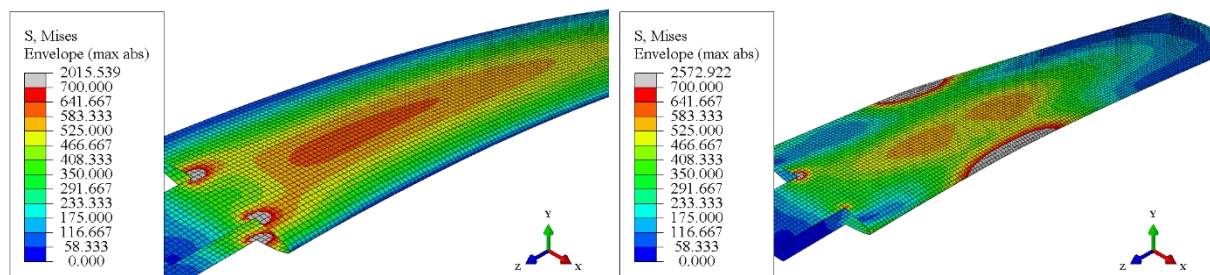 S, Mises
Envelope (max abs)
2015.539
700.000
641.667
583.333
525.000
466.667
408.333
350.000
291.667
233.333
175.000
116.667
58.333
0.000
Y
Z
X
S, Mises
Envelope (max abs)
2572.922
700.000
641.667
583.333
525.000
466.667
408.333
350.000
291.667
233.333
175.000
116.667
58.333
0.000
Y
Z
X